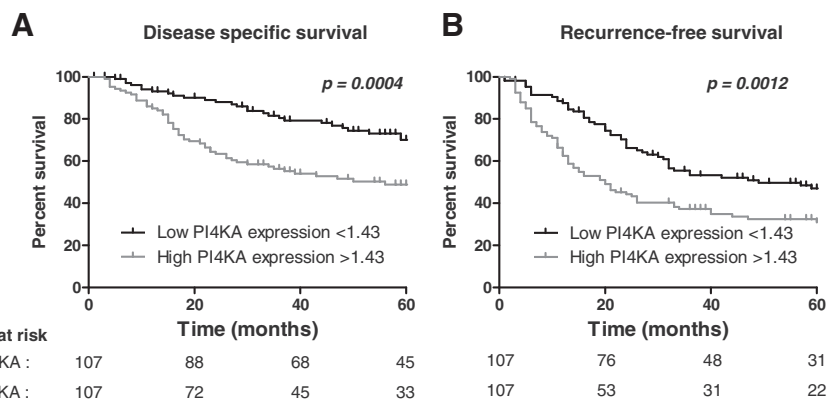 A Disease specific survival
p = 0.0004
100
80
60
40
20
0
Percent survival
Low PI4KA expression <1.43
High PI4KA expression >1.43
0 20 40 60
Time (months)
B Recurrence-free survival
p = 0.0012
100
80
60
40
20
0
Percent survival
Low PI4KA expression <1.43
High PI4KA expression >1.43
0 20 40 60
Time (months)
at risk
KA : 107 88 68 45 107 76 48 31
KA : 107 72 45 33 107 53 31 22